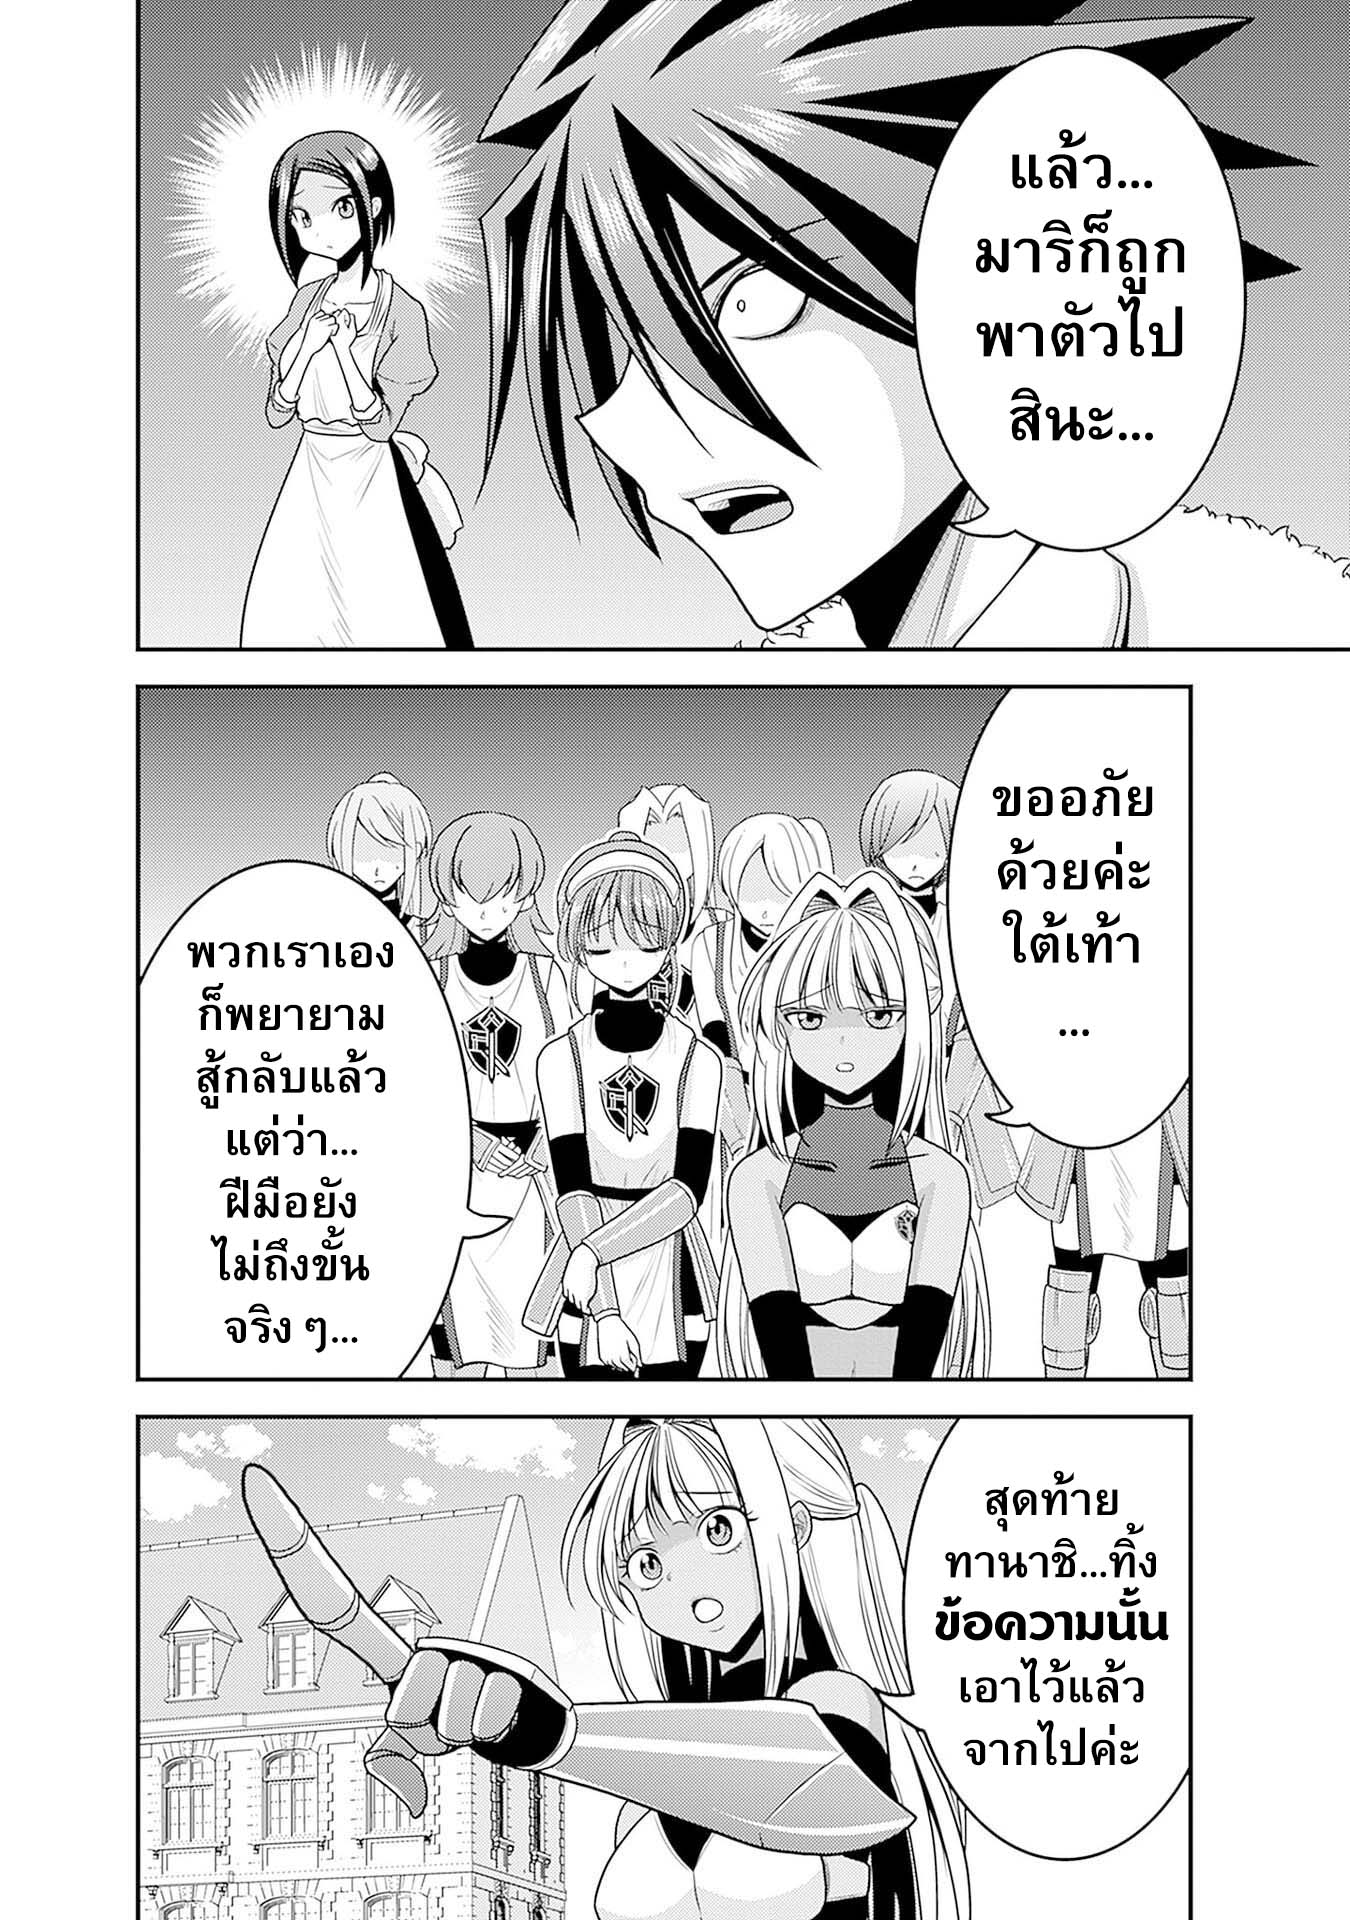 แล้ว...
มาริก็ถูก
พาตัวไป
สินะ...
ขออภัย
ด้วยค่ะ
ใต้เท้า
...
พวกเราเอง
ก็พยายาม
สู้กลับแล้ว
แต่ว่า...
ฝีมือยัง
ไม่ถึงขั้น
จริง ๆ...
สุดท้าย
ทานาชิ...ทิ้ง
ข้อความนั้น
เอาไว้แล้ว
จากไปค่ะ